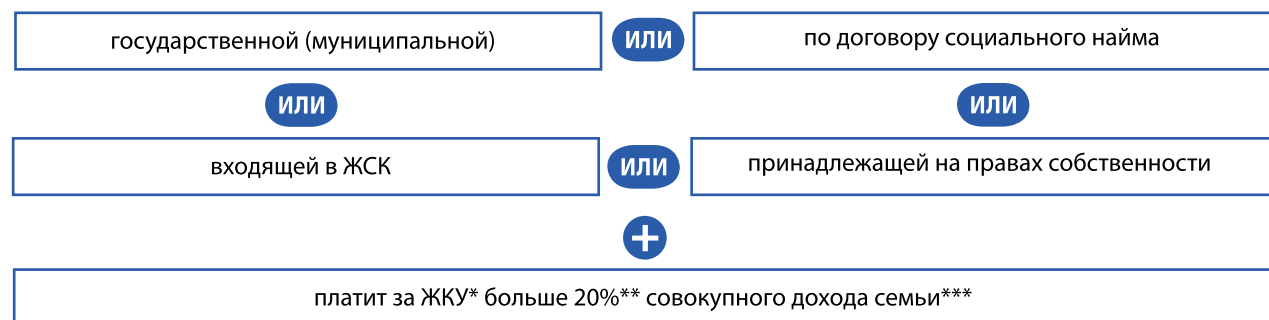 государственной (муниципальной)
ИЛИ
по договору социального найма
ИЛИ
ИЛИ
входящей в ЖСК
ИЛИ
принадлежащей на правах собственности
+
платит за ЖКУ* больше 20%** совокупного дохода семьи***